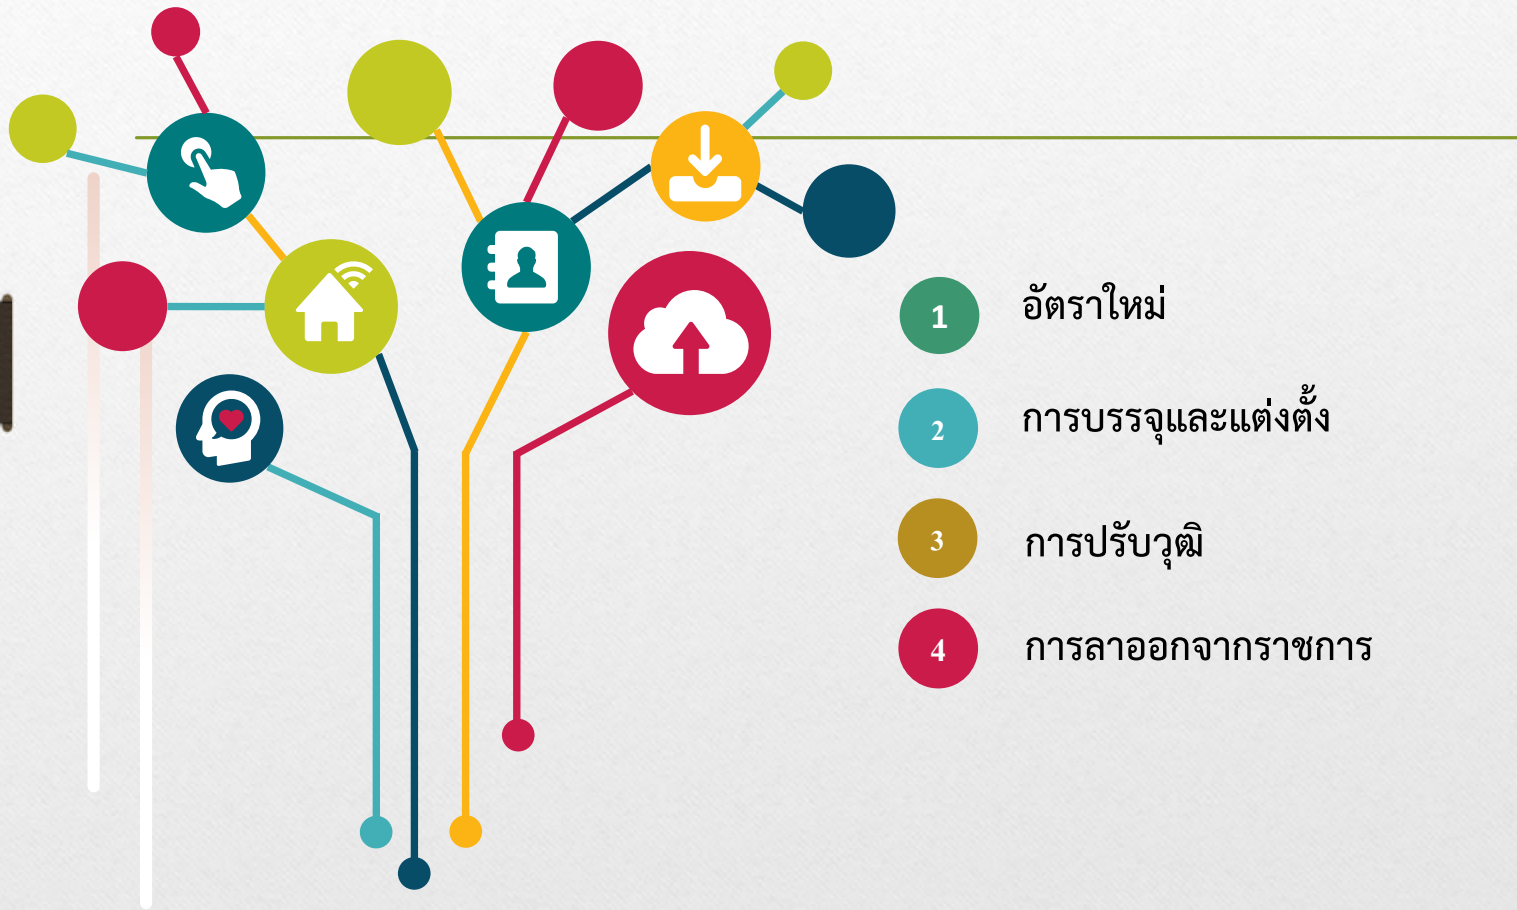 1 อัตราใหม่
2 การบรรจุและแต่งตั้ง
3 การปรับวุฒิ
4 การลาออกจากราชการ